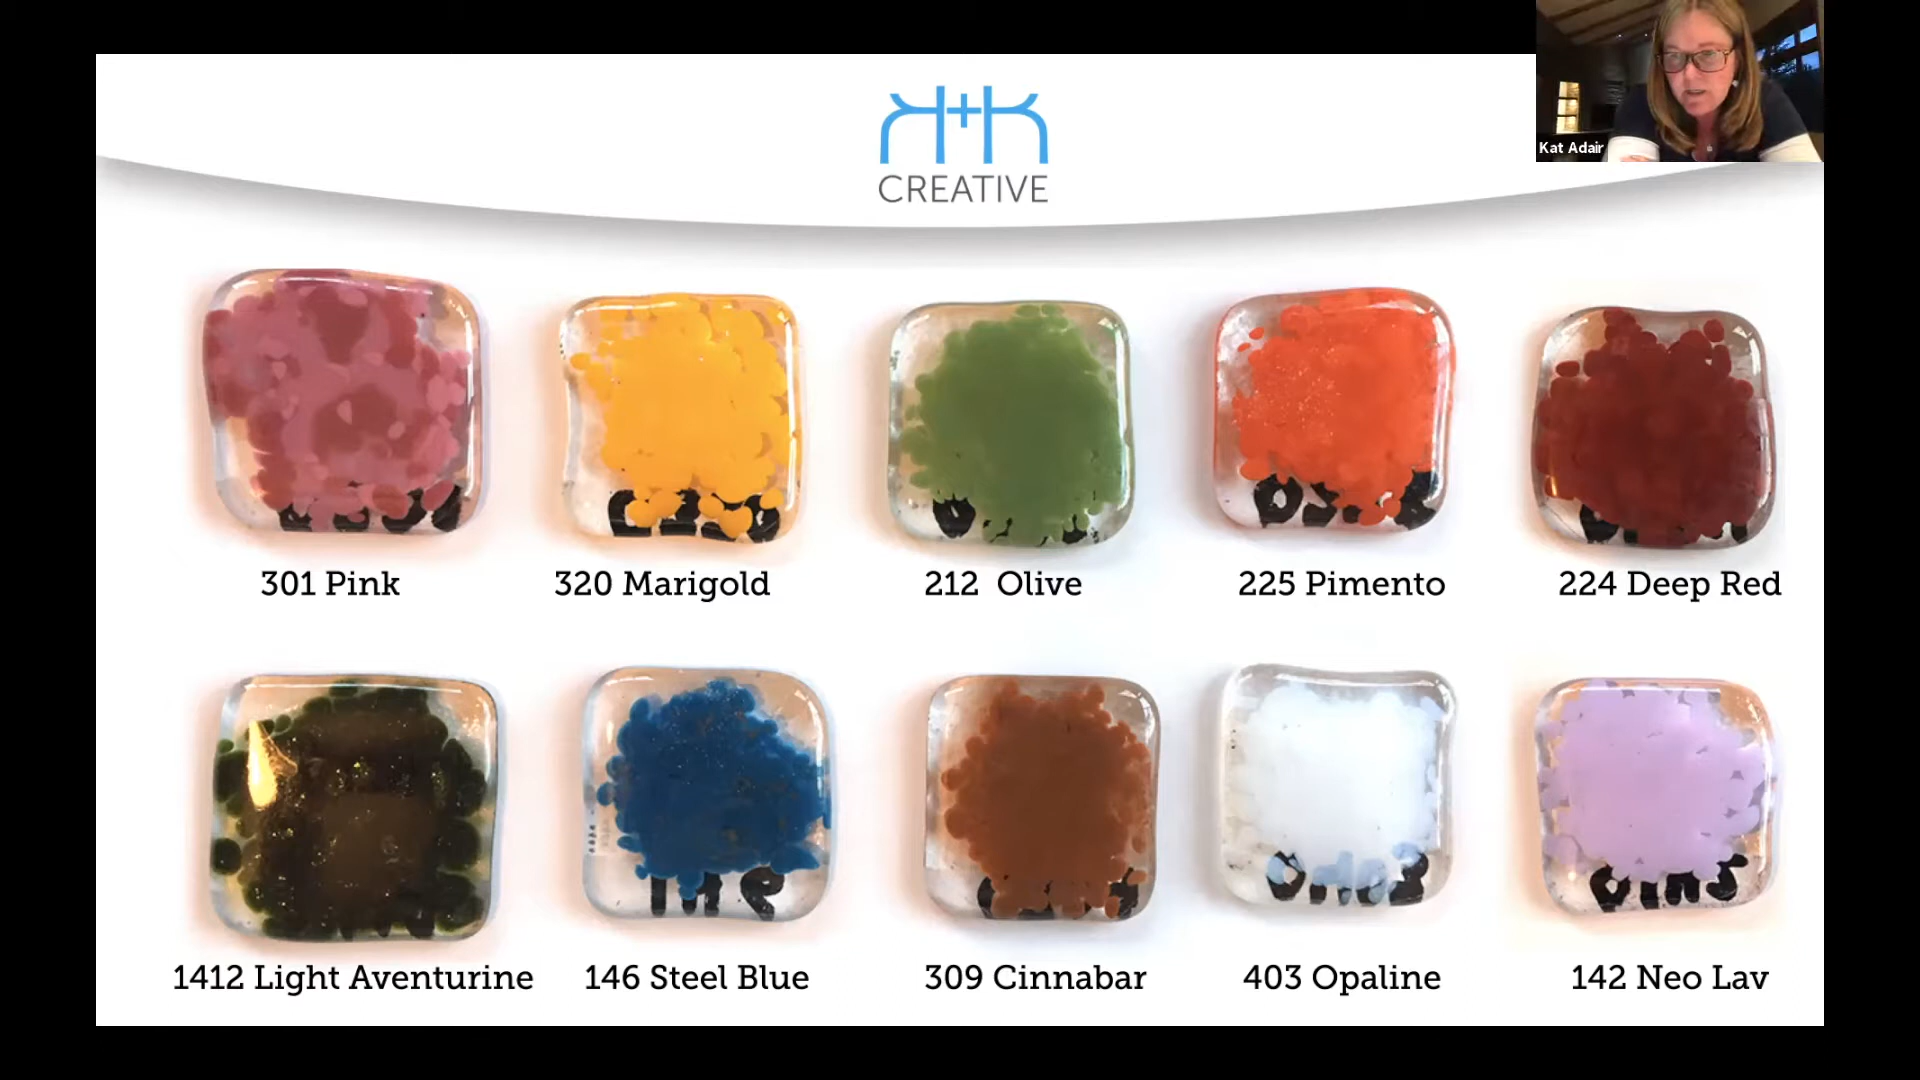 K+K
CREATIVE
Kat Adair
301 Pink
320 Marigold
212 Olive
225 Pimento
224 Deep Red
1412 Light Aventurine
146 Steel Blue
309 Cinnabar
403 Opaline
142 Neo Lav